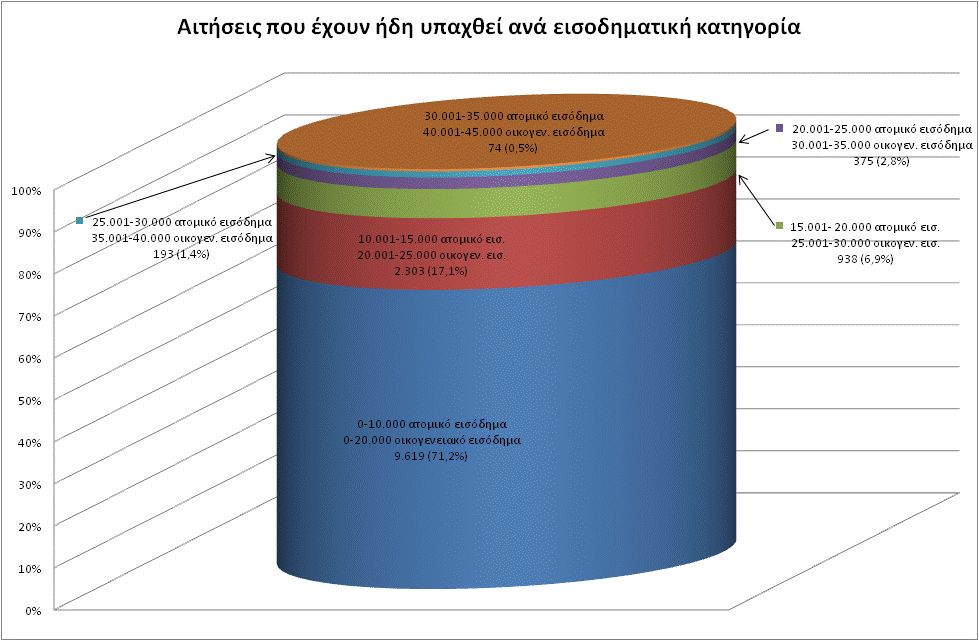 Αιτήσεις που έχουν ήδη υπαχθεί ανά εισοδηματική κατηγορία
30.001-35.000 ατομικό εισόδημα
40.001-45.000 οικογεν. εισόδημα
74 (0,5%)
20.001-25.000 ατομικό εισόδημα
30.001-35.000 οικογεν. εισόδημα
375 (2,8%)
25.001-30.000 ατομικό εισόδημα
35.001-40.000 οικογεν. εισόδημα
193 (1,4%)
15.001- 20.000 ατομικό εισ.
25.001-30.000 οικογεν. εισ.
938 (6,9%)
10.001-15.000 ατομικό εισ.
20.001-25.000 οικογεν. εισ.
2.303 (17,1%)
0-10.000 ατομικό εισόδημα
0-20.000 οικογενειακό εισόδημα
9.619 (71,2%)
100%
90%
80%
70%
60%
50%
40%
30%
20%
10%
0%